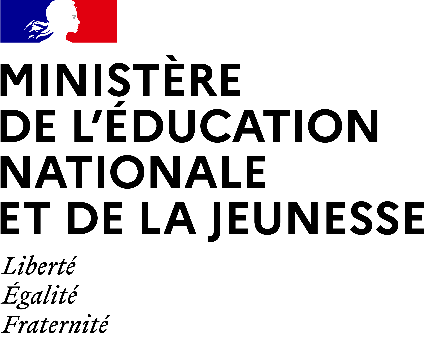 MINISTÈRE
DE L'ÉDUCATION
NATIONALE
ET DE LA JEUNESSE
Liberté
Égalité
Fraternité